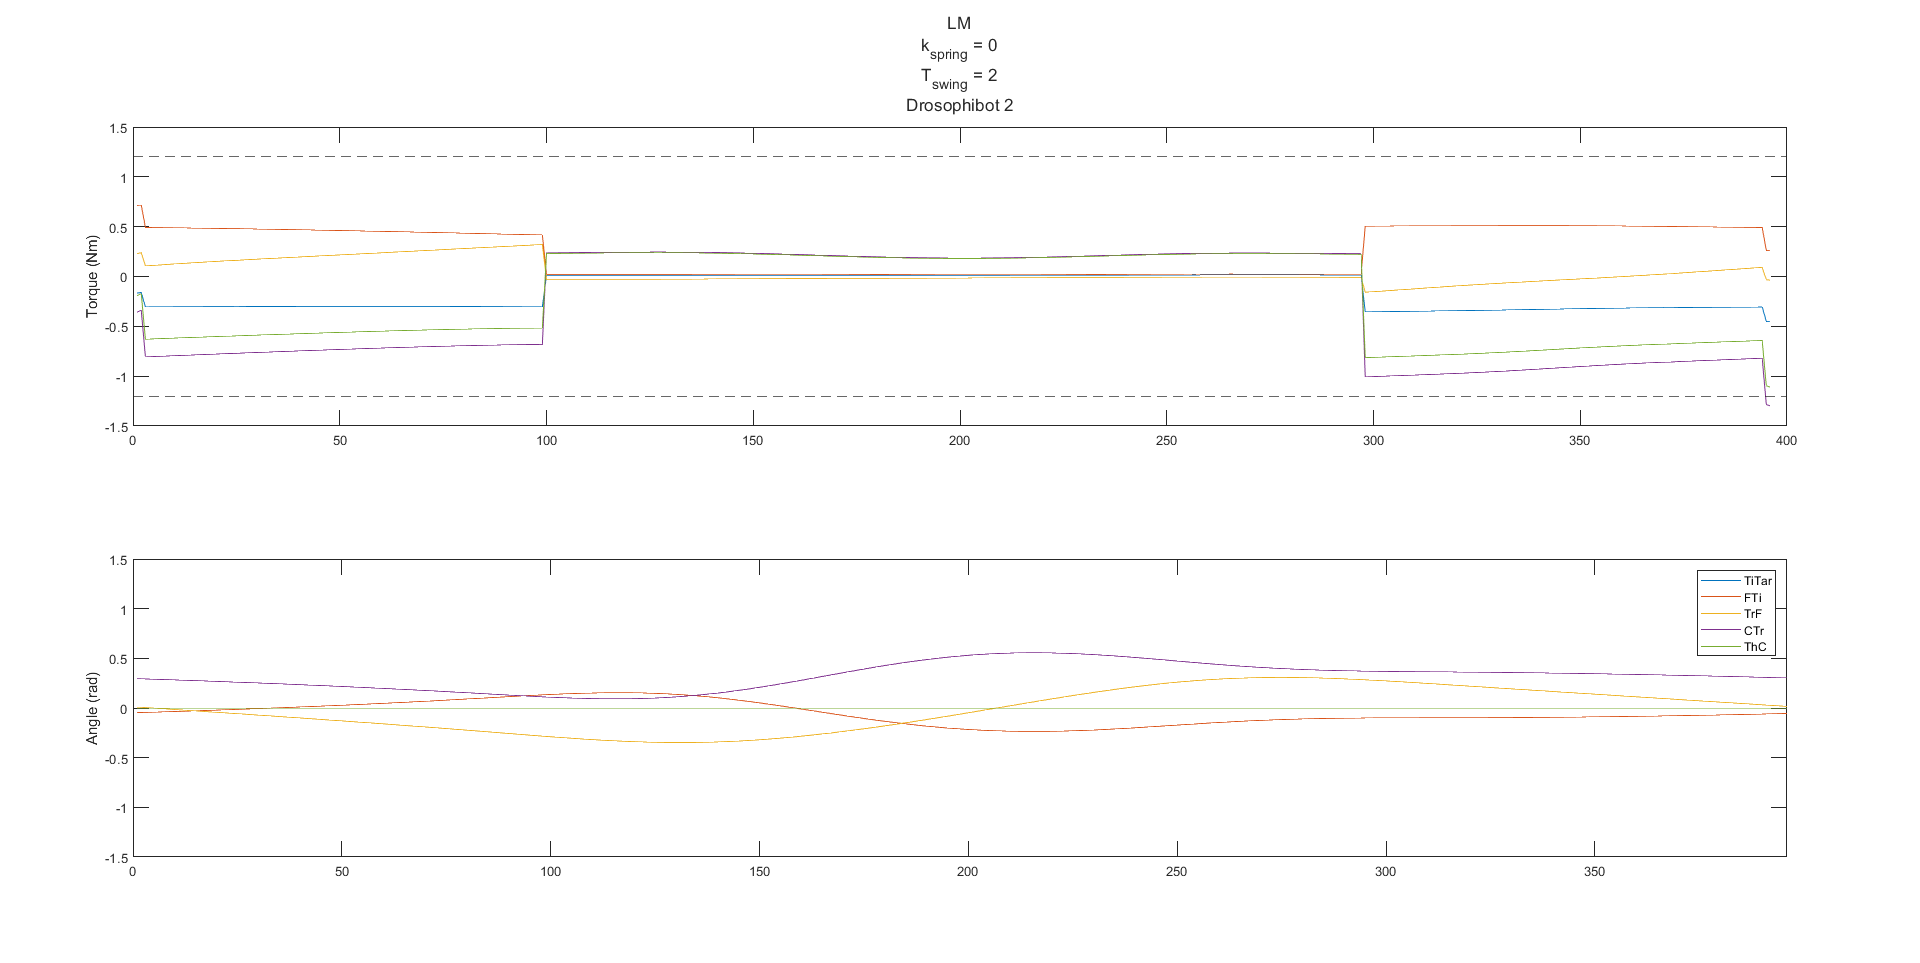 LM
k_spring = 0
T_swing = 2
Drosophibot 2
Torque (Nm)
1.5
1
0.5
0
-0.5
-1
-1.5
0 50 100 150 200 250 300 350 400
Angle (rad)
1.5
1
0.5
0
-0.5
-1
-1.5
0 50 100 150 200 250 300 350
TiTar
FTi
TrF
CTr
ThC